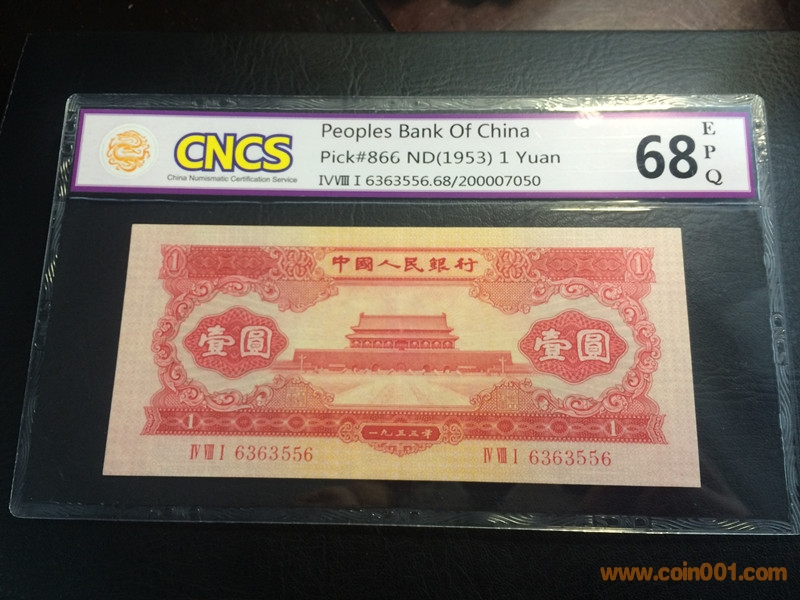 CNCS
China Numismatic Certification Service
Peoples Bank Of China
Pick#866 ND(1953) 1 Yuan
IVVIII I 6363556.68/200007050
68
EPQ
1 中國人民銀行 1
壹圓 壹圓
1 一九五三年 1
IV VIII I 6363556 IV VIII I 6363556
www.coin001.com